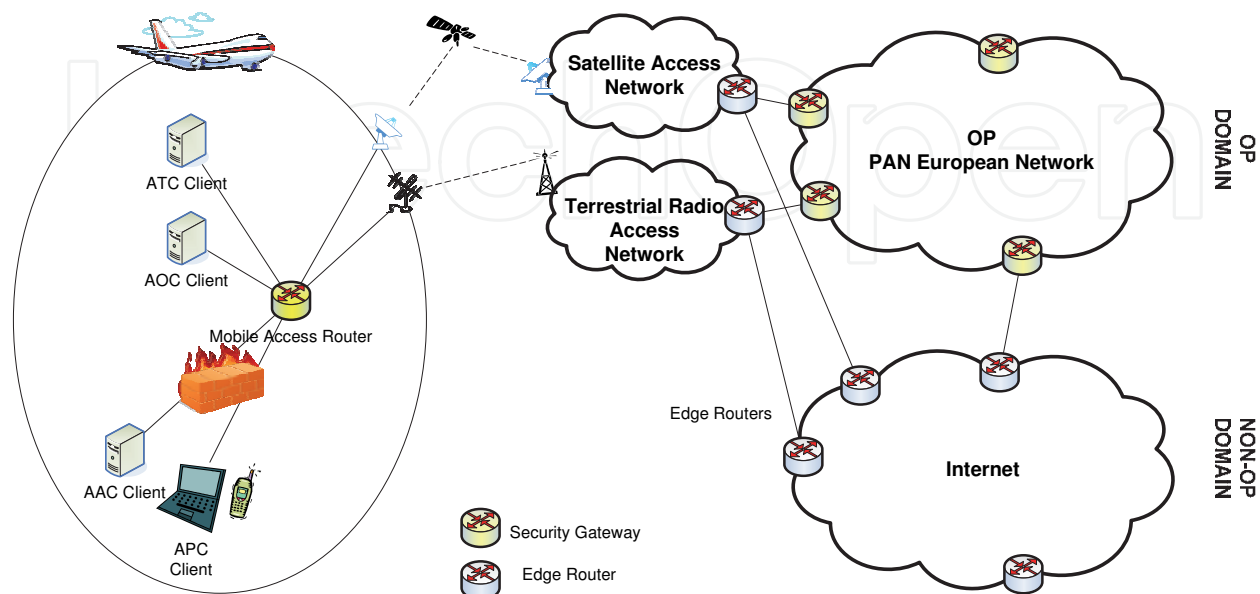 ATC Client
AOC Client
Mobile Access Router
AAC Client
APC
Client
Satellite Access
Network
Terrestrial Radio
Access
Network
OP
PAN European Network
OP
DOMAIN
Edge Routers
Internet
NON-OP
DOMAIN
Security Gateway
Edge Router
InTechOpen